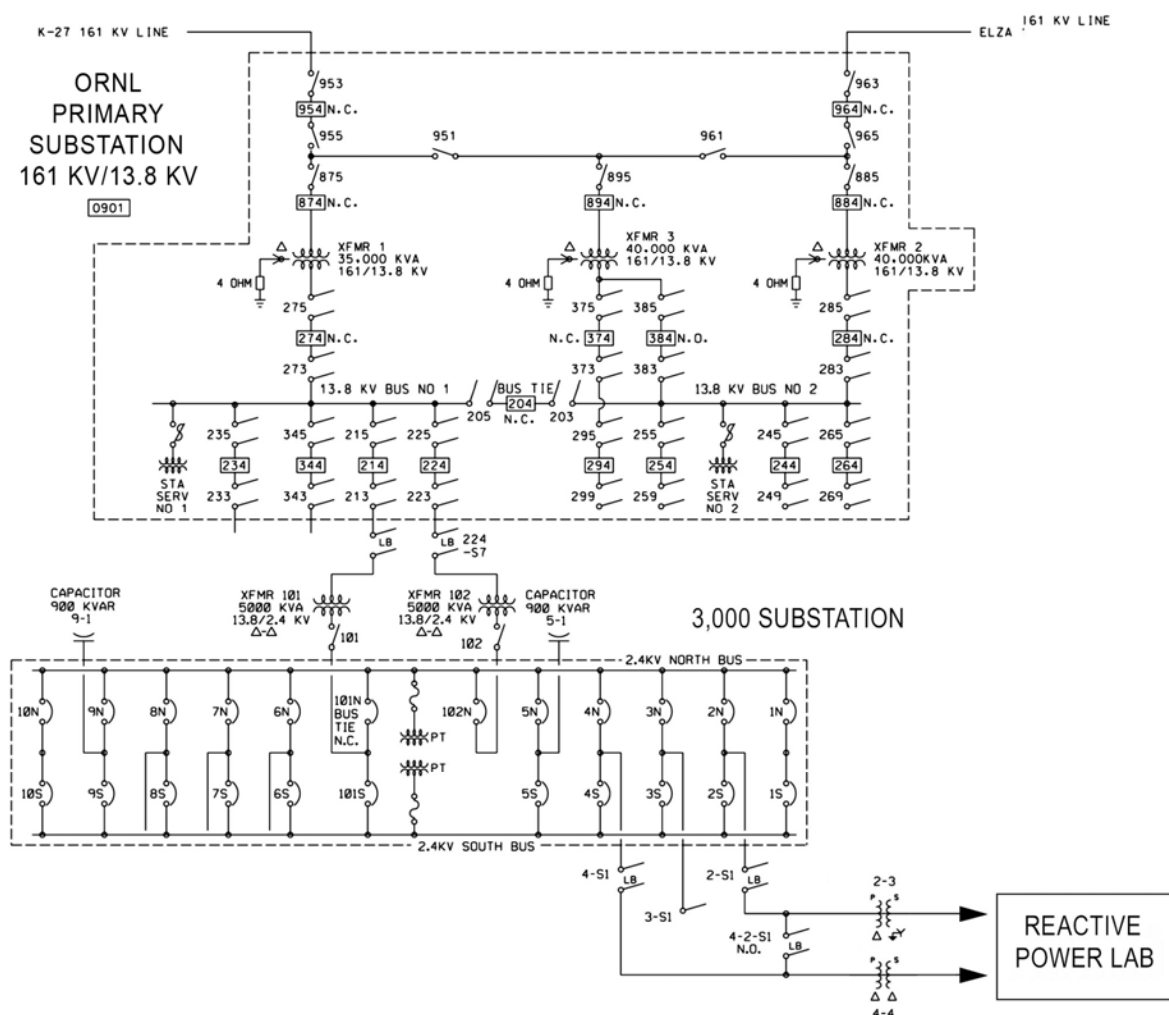 K-27 161 KV LINE
ELZA 161 KV LINE
ORNL
PRIMARY
SUBSTATION
161 KV/13.8 KV
0901
953
954 N.C.
955
963
964 N.C.
965
951
961
875
874 N.C.
895
894 N.C.
885
884 N.C.
△
XFMR 1
35.000 KVA
161/13.8 KV
4 OHM
△
XFMR 3
40.000 KVA
161/13.8 KV
4 OHM
△
XFMR 2
40.000KVA
161/13.8 KV
4 OHM
275
274 N.C.
273
375
N.C. 374
373
385
384 N.O.
383
285
284 N.C.
283
13.8 KV BUS NO 1
BUS TIE
205
204
N.C.
203
13.8 KV BUS NO 2
STA
SERV
NO 1
235
234
233
345
344
343
215
214
213
225
224
223
295
294
299
255
254
259
STA
SERV
NO 2
245
244
249
265
264
269
LB
LB
224
-S7
CAPACITOR
900 KVAR
9-1
XFMR 101
5000 KVA
13.8/2.4 KV
△-△
101
XFMR 102
5000 KVA
13.8/2.4 KV
△-△
102
CAPACITOR
900 KVAR
5-1
3,000 SUBSTATION
2.4KV NORTH BUS
10N
9N
8N
7N
6N
101N
BUS
TIE
N.C.
PT
102N
5N
4N
3N
2N
1N
10S
9S
8S
7S
6S
101S
PT
5S
4S
3S
2S
1S
2.4KV SOUTH BUS
4-S1
LB
3-S1
2-S1
LB
4-2-S1
N.O.
LB
2-3
P S
△ Y
P S
△ △
4-4
REACTIVE
POWER LAB